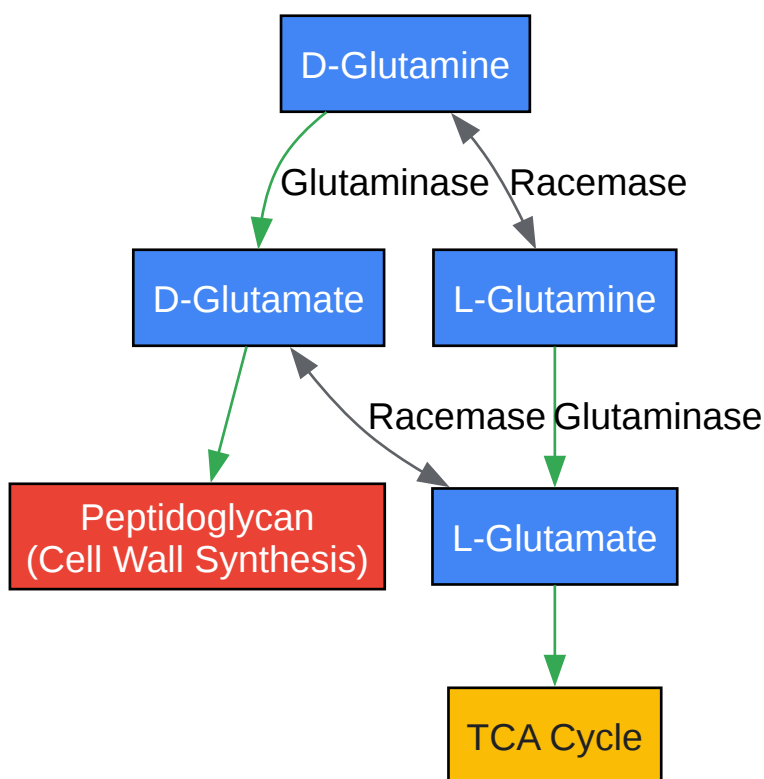 D-Glutamine
Glutaminase
Racemase
D-Glutamate
L-Glutamine
Racemase
Glutaminase
Peptidoglycan
(Cell Wall Synthesis)
L-Glutamate
TCA Cycle